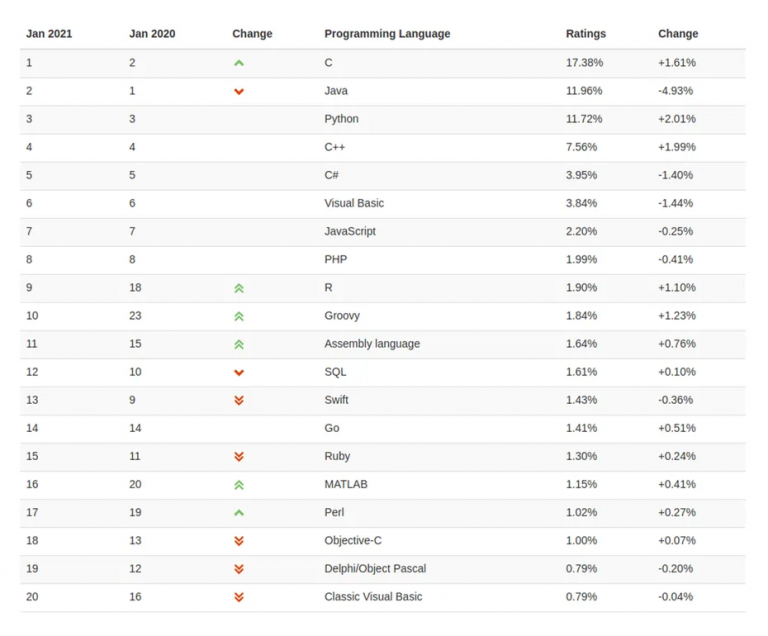 Jan 2021 Jan 2020 Change Programming Language Ratings Change
1 2 C 17.38% +1.61%
2 1 Java 11.96% -4.93%
3 3 Python 11.72% +2.01%
4 4 C++ 7.56% +1.99%
5 5 C# 3.95% -1.40%
6 6 Visual Basic 3.84% -1.44%
7 7 JavaScript 2.20% -0.25%
8 8 PHP 1.99% -0.41%
9 18 R 1.90% +1.10%
10 23 Groovy 1.84% +1.23%
11 15 Assembly language 1.64% +0.76%
12 10 SQL 1.61% +0.10%
13 9 Swift 1.43% -0.36%
14 14 Go 1.41% +0.51%
15 11 Ruby 1.30% +0.24%
16 20 MATLAB 1.15% +0.41%
17 19 Perl 1.02% +0.27%
18 13 Objective-C 1.00% +0.07%
19 12 Delphi/Object Pascal 0.79% -0.20%
20 16 Classic Visual Basic 0.79% -0.04%